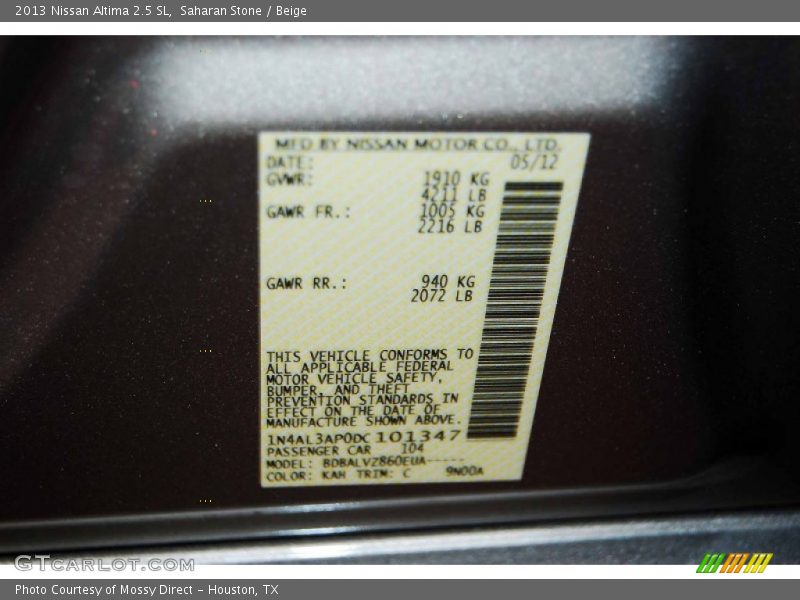 2013 Nissan Altima 2.5 SL,  Saharan Stone / Beige
MFD BY NISSAN MOTOR CO., LTD.
DATE: 05/12
GVWR: 1910 KG
4211 LB
GAWR FR.: 1005 KG
2216 LB
GAWR RR.: 940 KG
2072 LB
THIS VEHICLE CONFORMS TO
ALL APPLICABLE FEDERAL
MOTOR VEHICLE SAFETY,
BUMPER, AND THEFT
PREVENTION STANDARDS IN
EFFECT ON THE DATE OF
MANUFACTURE SHOWN ABOVE.
1N4AL3AP0DC101347
PASSENGER CAR 104
MODEL: BDBALVZ860EUA-----
COLOR: KAH TRIM: C 9N00A
GTCARLOT.COM
Photo Courtesy of Mossy Direct – Houston, TX